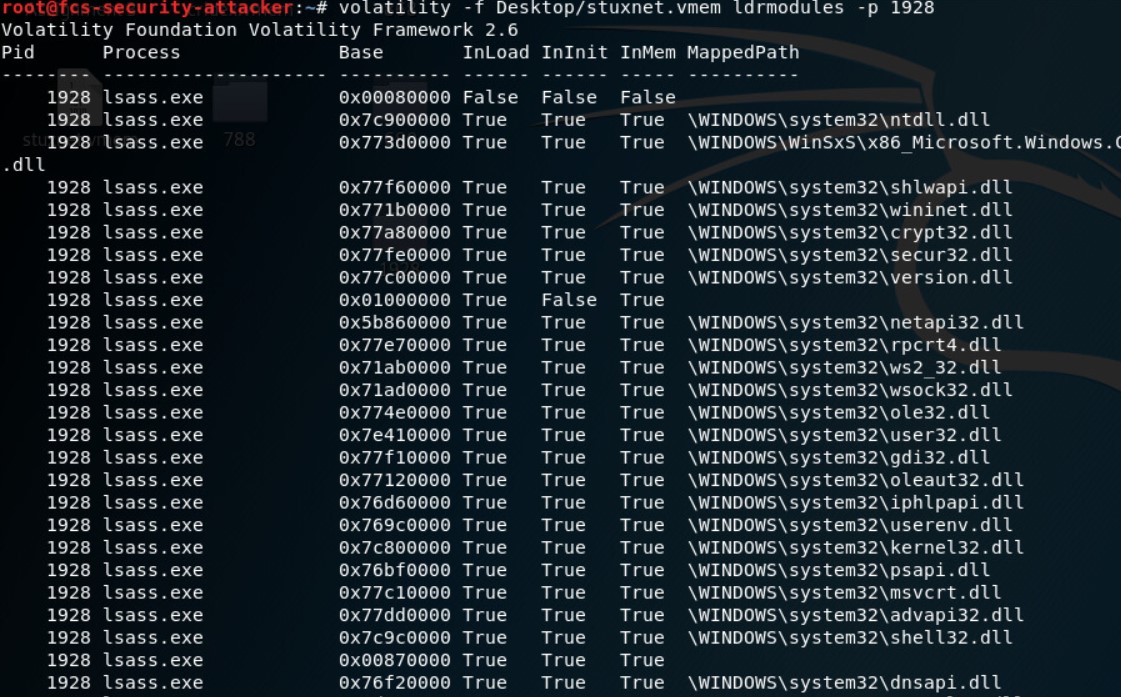 root@fcs-security-attacker:~# volatility -f Desktop/stuxnet.vmem ldrmodules -p 1928
Volatility Foundation Volatility Framework 2.6
Pid      Process              Base       InLoad InInit InMem MappedPath
-------- -------------------- ---------- ------ ------ ----- ----------
    1928 lsass.exe            0x00080000 False  False  False
    1928 lsass.exe            0x7c900000 True   True   True  \WINDOWS\system32\ntdll.dll
    1928 lsass.exe            0x773d0000 True   True   True  \WINDOWS\WinSxS\x86_Microsoft.Windows.C
.dll
    1928 lsass.exe            0x77f60000 True   True   True  \WINDOWS\system32\shlwapi.dll
    1928 lsass.exe            0x771b0000 True   True   True  \WINDOWS\system32\wininet.dll
    1928 lsass.exe            0x77a80000 True   True   True  \WINDOWS\system32\crypt32.dll
    1928 lsass.exe            0x77fe0000 True   True   True  \WINDOWS\system32\secur32.dll
    1928 lsass.exe            0x77c00000 True   True   True  \WINDOWS\system32\version.dll
    1928 lsass.exe            0x01000000 True   False  True
    1928 lsass.exe            0x5b860000 True   True   True  \WINDOWS\system32\netapi32.dll
    1928 lsass.exe            0x77e70000 True   True   True  \WINDOWS\system32\rpcrt4.dll
    1928 lsass.exe            0x71ab0000 True   True   True  \WINDOWS\system32\ws2_32.dll
    1928 lsass.exe            0x71ad0000 True   True   True  \WINDOWS\system32\wsock32.dll
    1928 lsass.exe            0x774e0000 True   True   True  \WINDOWS\system32\ole32.dll
    1928 lsass.exe            0x7e410000 True   True   True  \WINDOWS\system32\user32.dll
    1928 lsass.exe            0x77f10000 True   True   True  \WINDOWS\system32\gdi32.dll
    1928 lsass.exe            0x77120000 True   True   True  \WINDOWS\system32\oleaut32.dll
    1928 lsass.exe            0x76d60000 True   True   True  \WINDOWS\system32\iphlpapi.dll
    1928 lsass.exe            0x769c0000 True   True   True  \WINDOWS\system32\userenv.dll
    1928 lsass.exe            0x7c800000 True   True   True  \WINDOWS\system32\kernel32.dll
    1928 lsass.exe            0x76bf0000 True   True   True  \WINDOWS\system32\psapi.dll
    1928 lsass.exe            0x77c10000 True   True   True  \WINDOWS\system32\msvcrt.dll
    1928 lsass.exe            0x77dd0000 True   True   True  \WINDOWS\system32\advapi32.dll
    1928 lsass.exe            0x7c9c0000 True   True   True  \WINDOWS\system32\shell32.dll
    1928 lsass.exe            0x00870000 True   True   True
    1928 lsass.exe            0x76f20000 True   True   True  \WINDOWS\system32\dnsapi.dll
788